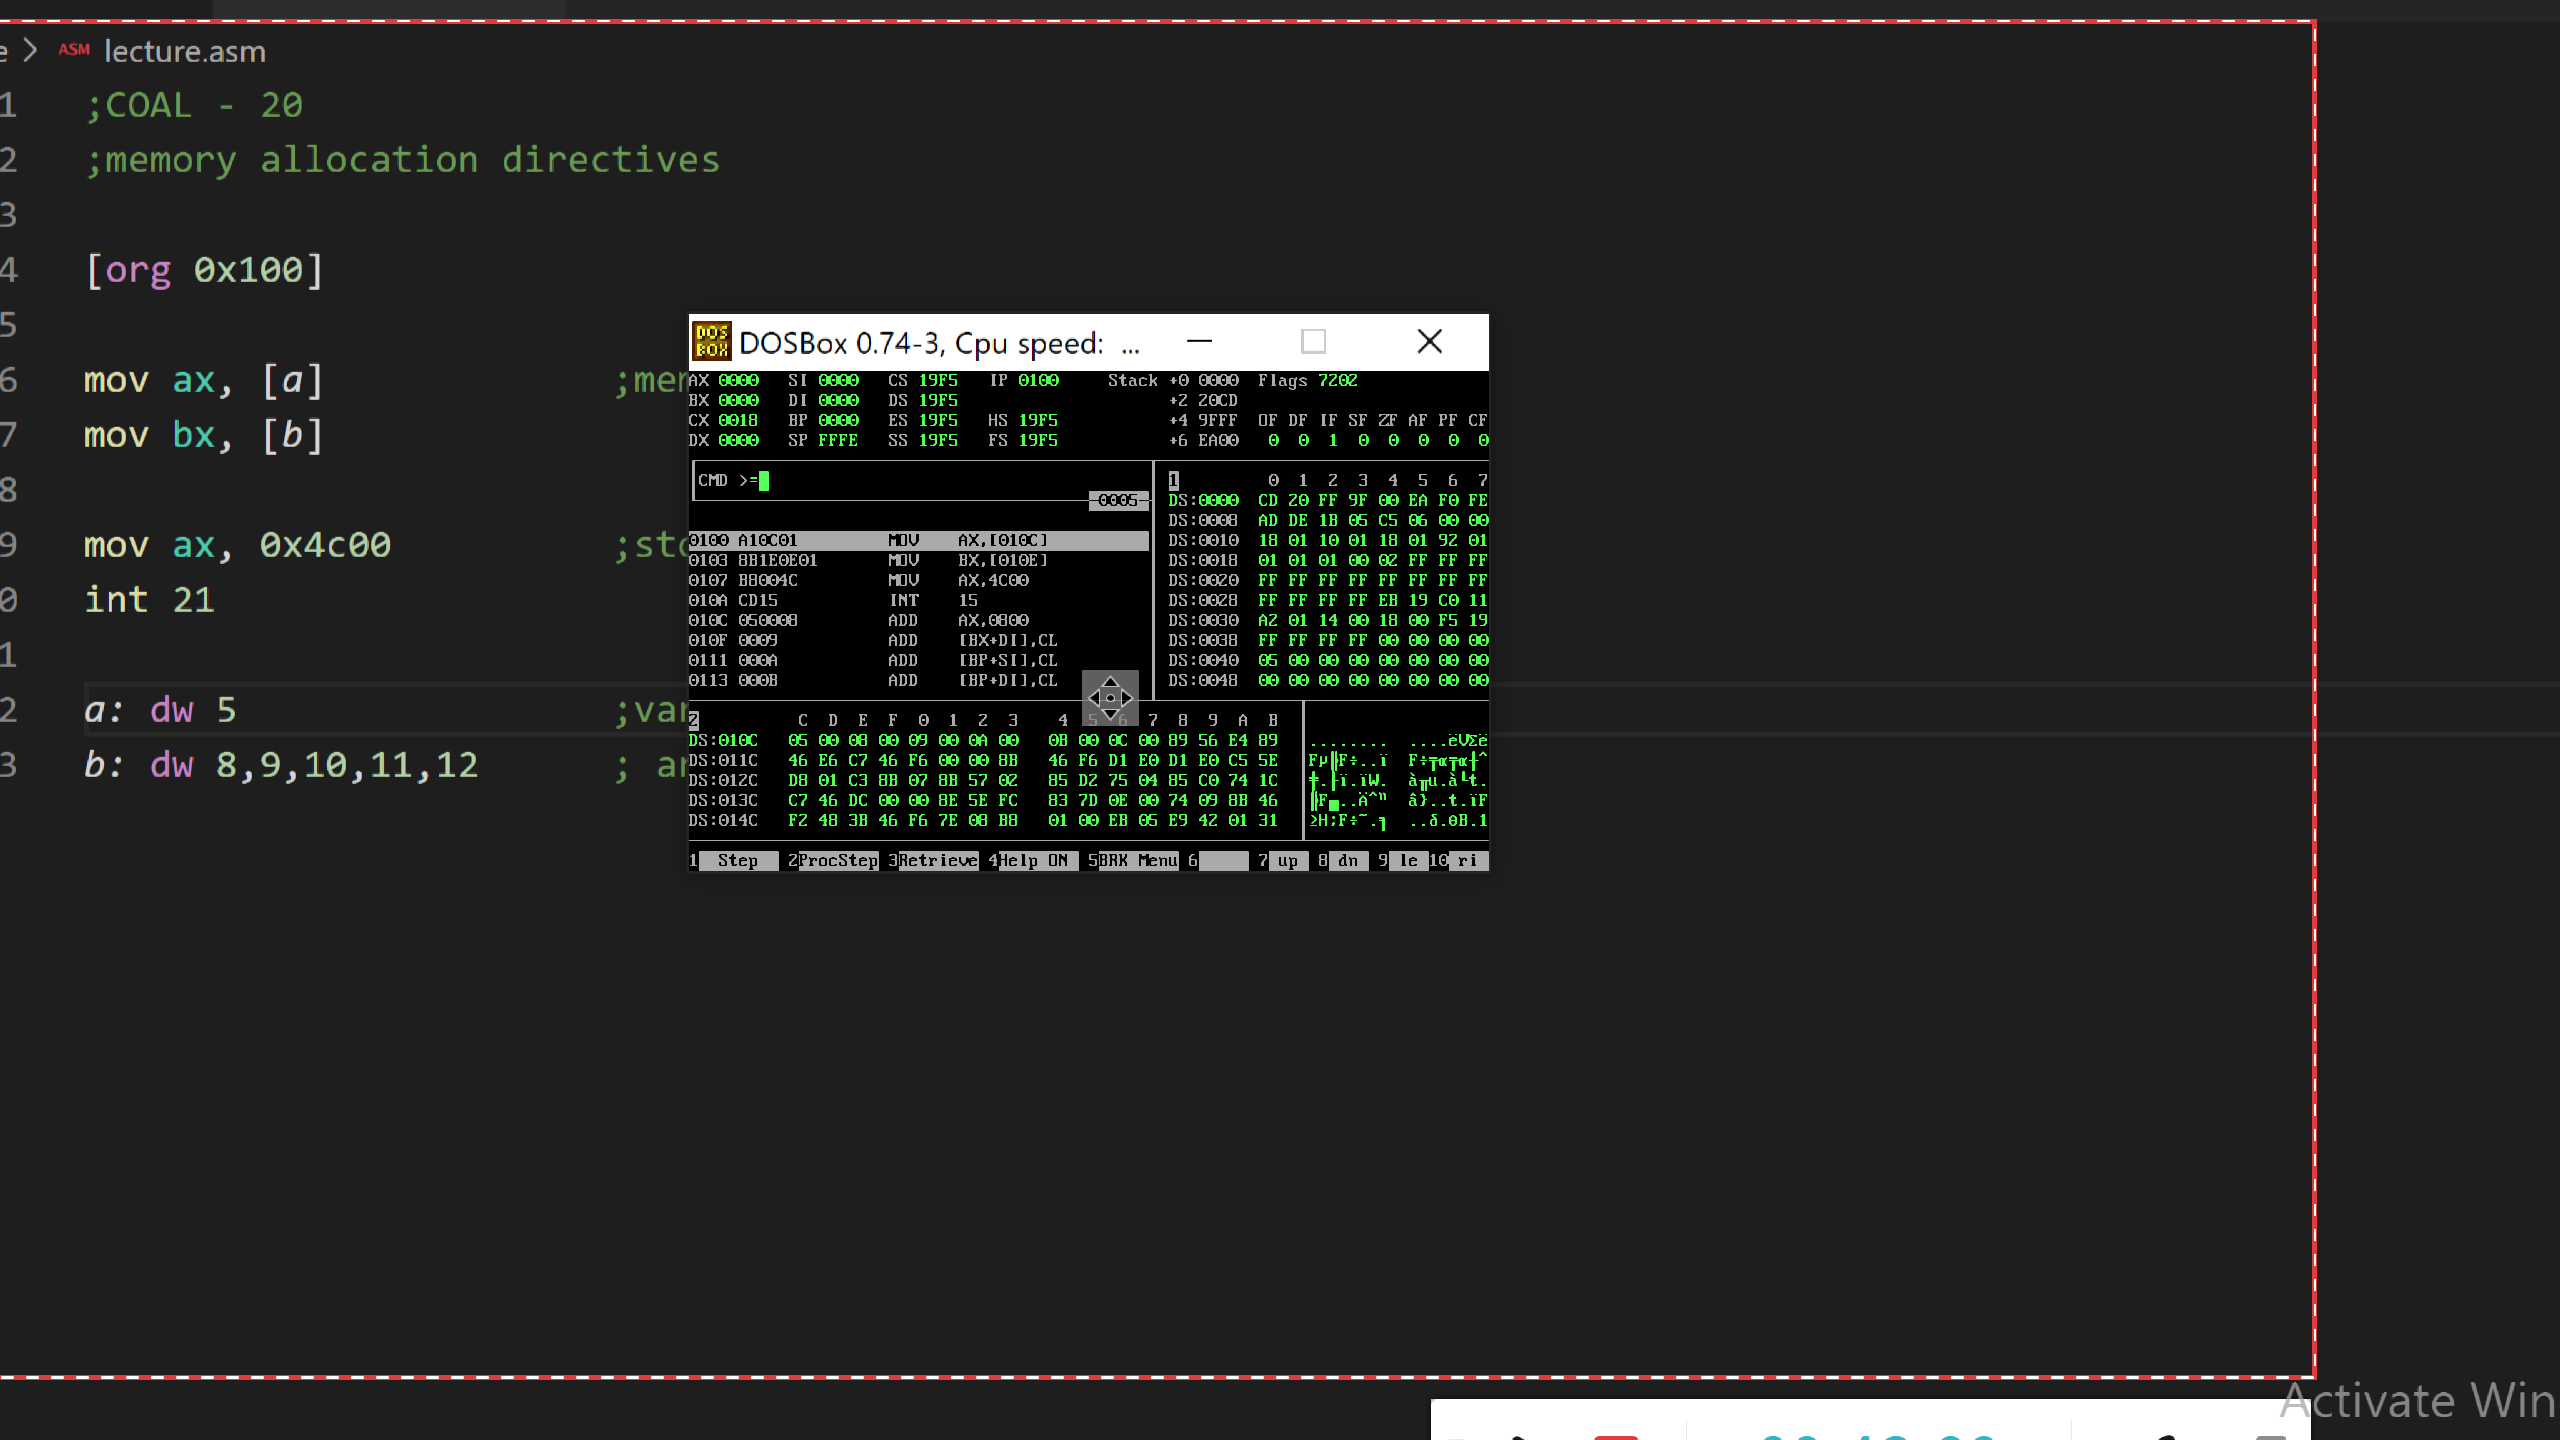 e > ASM lecture.asm
1 ;COAL - 20
2 ;memory allocation directives
3
4 [org 0x100]
5
6 mov ax, [a] ;mem
7 mov bx, [b]
8
9 mov ax, 0x4c00 ;sto
0 int 21
1
2 a: dw 5 ;var
3 b: dw 8,9,10,11,12 ; ar
DOS BOX DOSBox 0.74-3, Cpu speed: ...
AX 0000 SI 0000 CS 19F5 IP 0100 Stack +0 0000 Flags 7202
BX 0000 DI 0000 DS 19F5 +2 20CD
CX 0018 BP 0000 ES 19F5 HS 19F5 +4 9FFF OF DF IF SF ZF AF PF CF
DX 0000 SP FFFE SS 19F5 FS 19F5 +6 EA00 0 0 1 0 0 0 0 0
CMD >=
0005
0100 A10C01 MOV AX,[010C]
0103 8B1E0E01 MOV BX,[010E]
0107 B8004C MOV AX,4C00
010A CD15 INT 15
010C 050008 ADD AX,0800
010F 0009 ADD [BX+DI],CL
0111 000A ADD [BP+SI],CL
0113 000B ADD [BP+DI],CL
1 0 1 2 3 4 5 6 7
DS:0000 CD 20 FF 9F 00 EA F0 FE
DS:0008 AD DE 1B 05 C5 06 00 00
DS:0010 18 01 10 01 18 01 92 01
DS:0018 01 01 01 00 02 FF FF FF
DS:0020 FF FF FF FF FF FF FF FF
DS:0028 FF FF FF FF EB 19 C0 11
DS:0030 A2 01 14 00 18 00 F5 19
DS:0038 FF FF FF FF 00 00 00 00
DS:0040 05 00 00 00 00 00 00 00
DS:0048 00 00 00 00 00 00 00 00
2 C D E F 0 1 2 3 4 5 6 7 8 9 A B
DS:010C 05 00 08 00 09 00 0A 00 0B 00 0C 00 89 56 E4 89
DS:011C 46 E6 C7 46 F6 00 00 8B 46 F6 D1 E0 D1 E0 C5 5E
DS:012C D8 01 C3 8B 07 8B 57 02 85 D2 75 04 85 C0 74 1C
DS:013C C7 46 DC 00 00 8E 5E FC 83 7D 0E 00 74 09 8B 46
DS:014C F2 48 3B 46 F6 7E 08 B8 01 00 EB 05 E9 42 01 31
1 Step 2 ProcStep 3 Retrieve 4 Help ON 5 BRK Menu 6 7 up 8 dn 9 le 10 ri
Activate Win